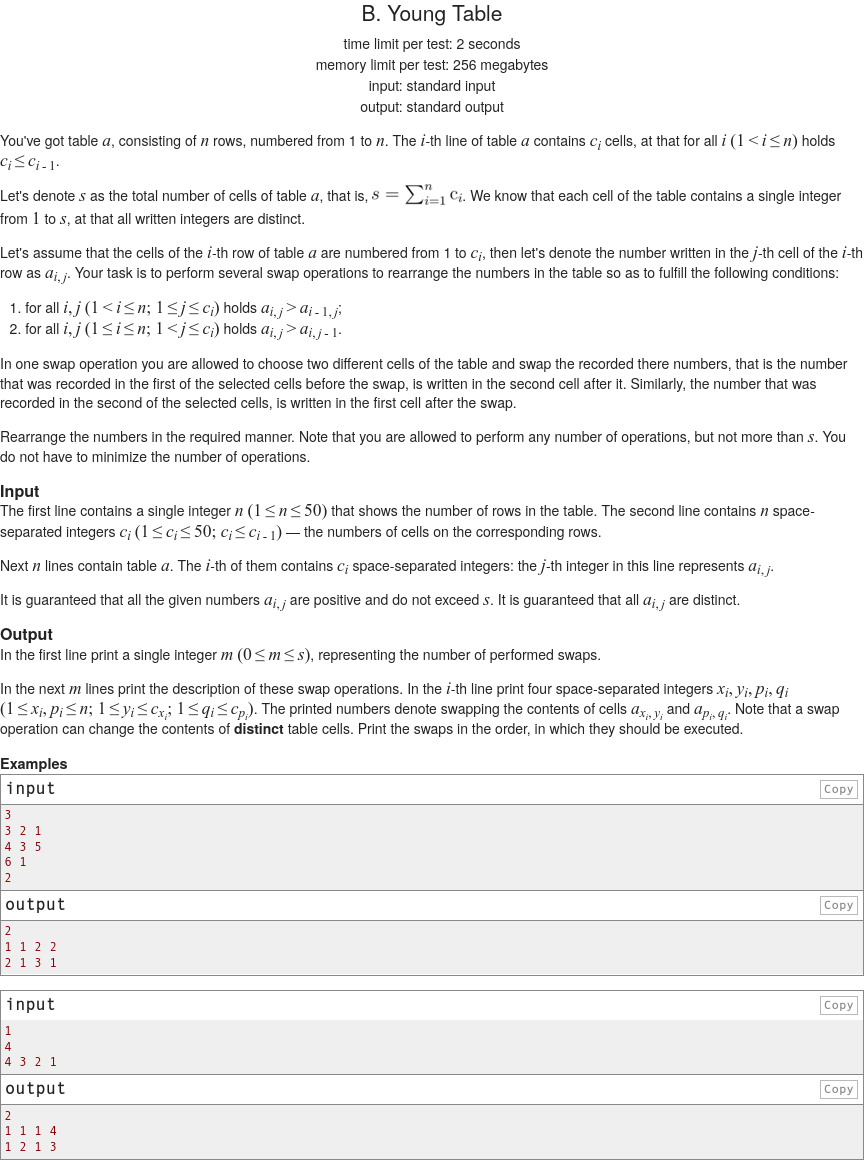 B. Young Table
time limit per test: 2 seconds
memory limit per test: 256 megabytes
input: standard input
output: standard output
You've got table a, consisting of n rows, numbered from 1 to n. The i-th line of table a contains c_i cells, at that for all i (1 < i ≤ n) holds
c_i ≤ c_{i - 1}.
Let's denote s as the total number of cells of table a, that is, s = ∑_{i=1}^{n} c_i. We know that each cell of the table contains a single integer
from 1 to s, at that all written integers are distinct.
Let's assume that the cells of the i-th row of table a are numbered from 1 to c_i, then let's denote the number written in the j-th cell of the i-th
row as a_{i, j}. Your task is to perform several swap operations to rearrange the numbers in the table so as to fulfill the following conditions:
1. for all i, j (1 < i ≤ n; 1 ≤ j ≤ c_i) holds a_{i, j} > a_{i - 1, j};
2. for all i, j (1 ≤ i ≤ n; 1 < j ≤ c_i) holds a_{i, j} > a_{i, j - 1}.
In one swap operation you are allowed to choose two different cells of the table and swap the recorded there numbers, that is the number
that was recorded in the first of the selected cells before the swap, is written in the second cell after it. Similarly, the number that was
recorded in the second of the selected cells, is written in the first cell after the swap.
Rearrange the numbers in the required manner. Note that you are allowed to perform any number of operations, but not more than s. You
do not have to minimize the number of operations.
Input
The first line contains a single integer n (1 ≤ n ≤ 50) that shows the number of rows in the table. The second line contains n space-
separated integers c_i (1 ≤ c_i ≤ 50; c_i ≤ c_{i - 1}) — the numbers of cells on the corresponding rows.
Next n lines contain table a. The i-th of them contains c_i space-separated integers: the j-th integer in this line represents a_{i, j}.
It is guaranteed that all the given numbers a_{i, j} are positive and do not exceed s. It is guaranteed that all a_{i, j} are distinct.
Output
In the first line print a single integer m (0 ≤ m ≤ s), representing the number of performed swaps.
In the next m lines print the description of these swap operations. In the i-th line print four space-separated integers x_i, y_i, p_i, q_i
(1 ≤ x_i, p_i ≤ n; 1 ≤ y_i ≤ c_{x_i}; 1 ≤ q_i ≤ c_{p_i}). The printed numbers denote swapping the contents of cells a_{x_i, y_i} and a_{p_i, q_i}. Note that a swap
operation can change the contents of distinct table cells. Print the swaps in the order, in which they should be executed.
Examples
input Copy
3
3 2 1
4 3 5
6 1
2
output Copy
2
1 1 2 2
2 1 3 1
input Copy
1
4
4 3 2 1
output Copy
2
1 1 1 4
1 2 1 3